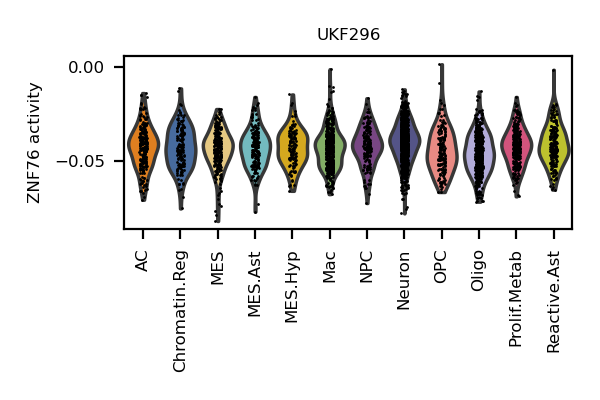 UKF296
ZNF76 activity
0.00
−0.05
AC
Chromatin.Reg
MES
MES.Ast
MES.Hyp
Mac
NPC
Neuron
OPC
Oligo
Prolif.Metab
Reactive.Ast